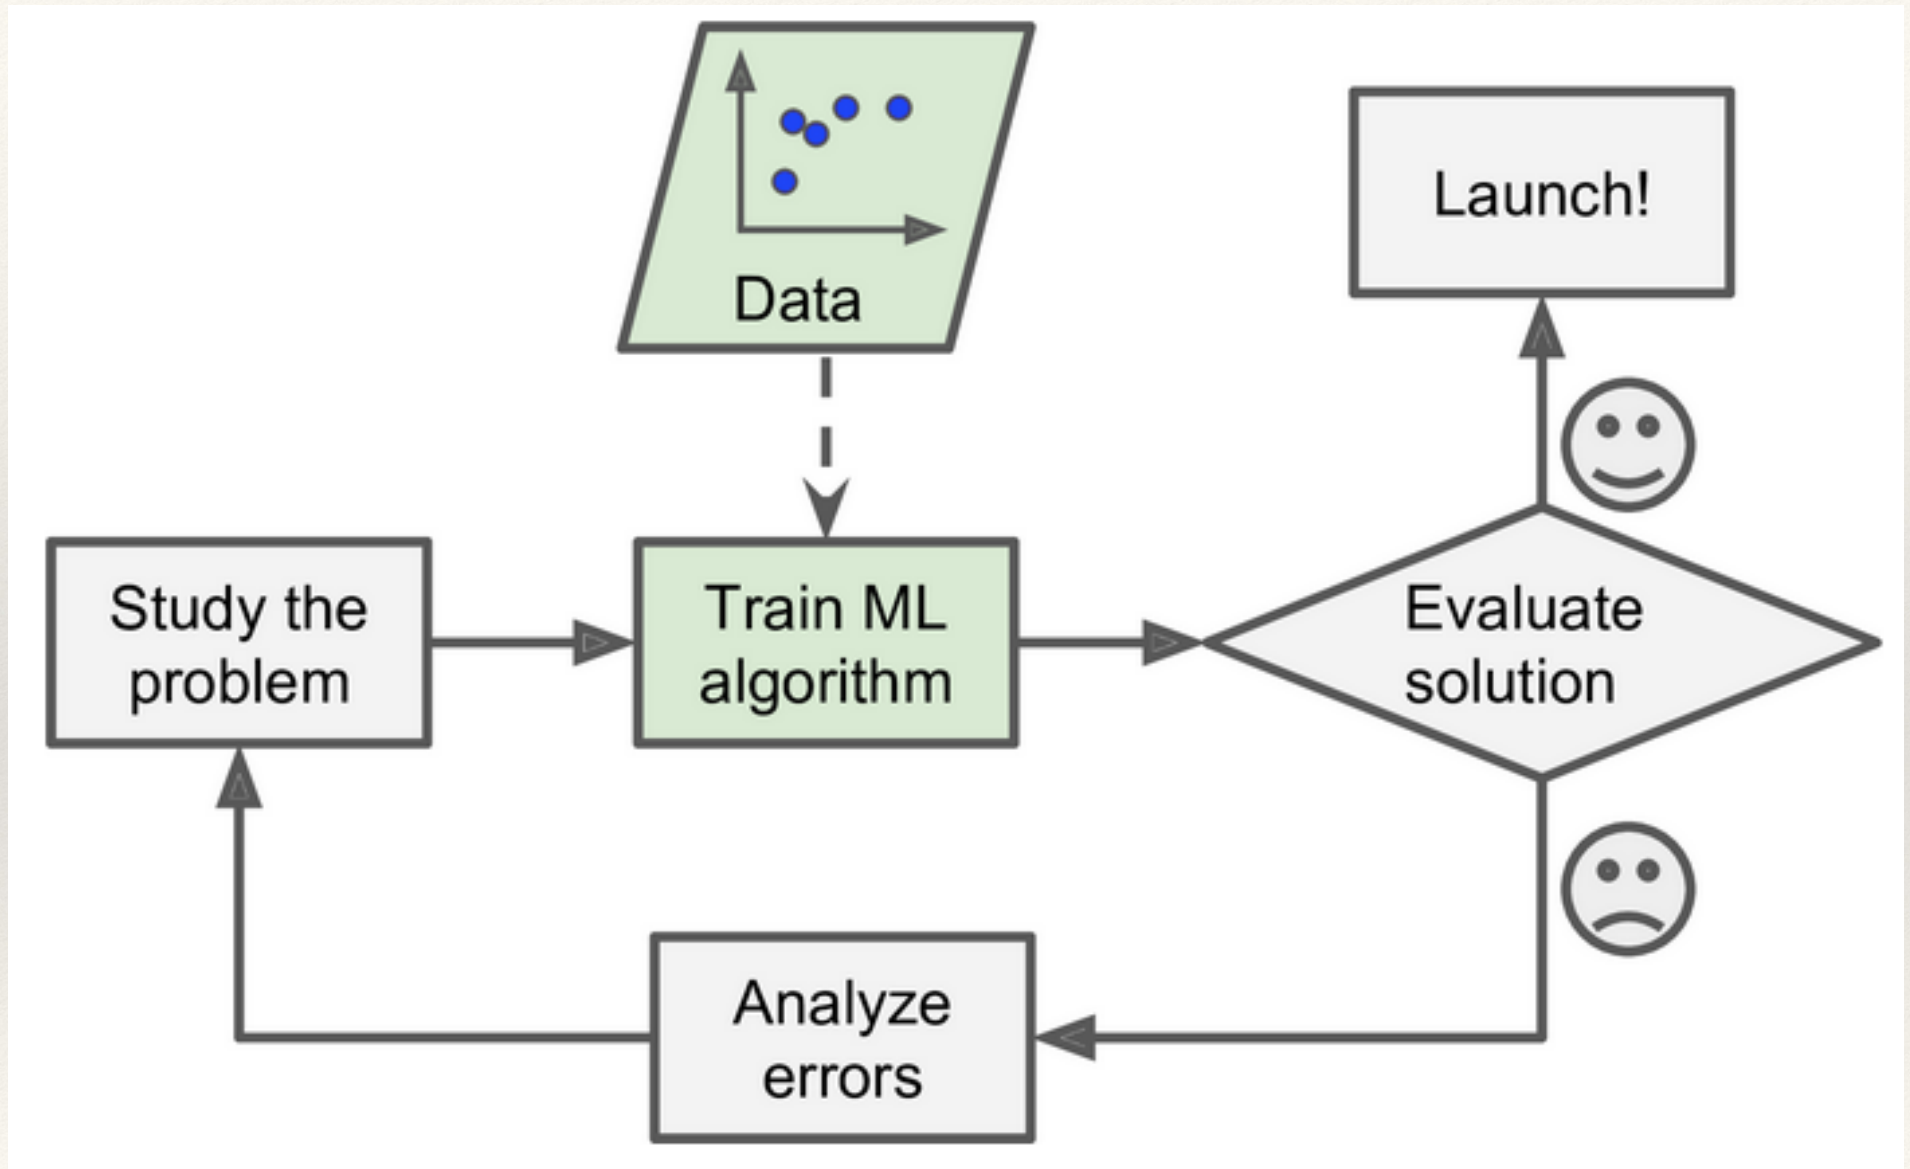 Data
Launch!
Study the
problem
Train ML
algorithm
Evaluate
solution
Analyze
errors